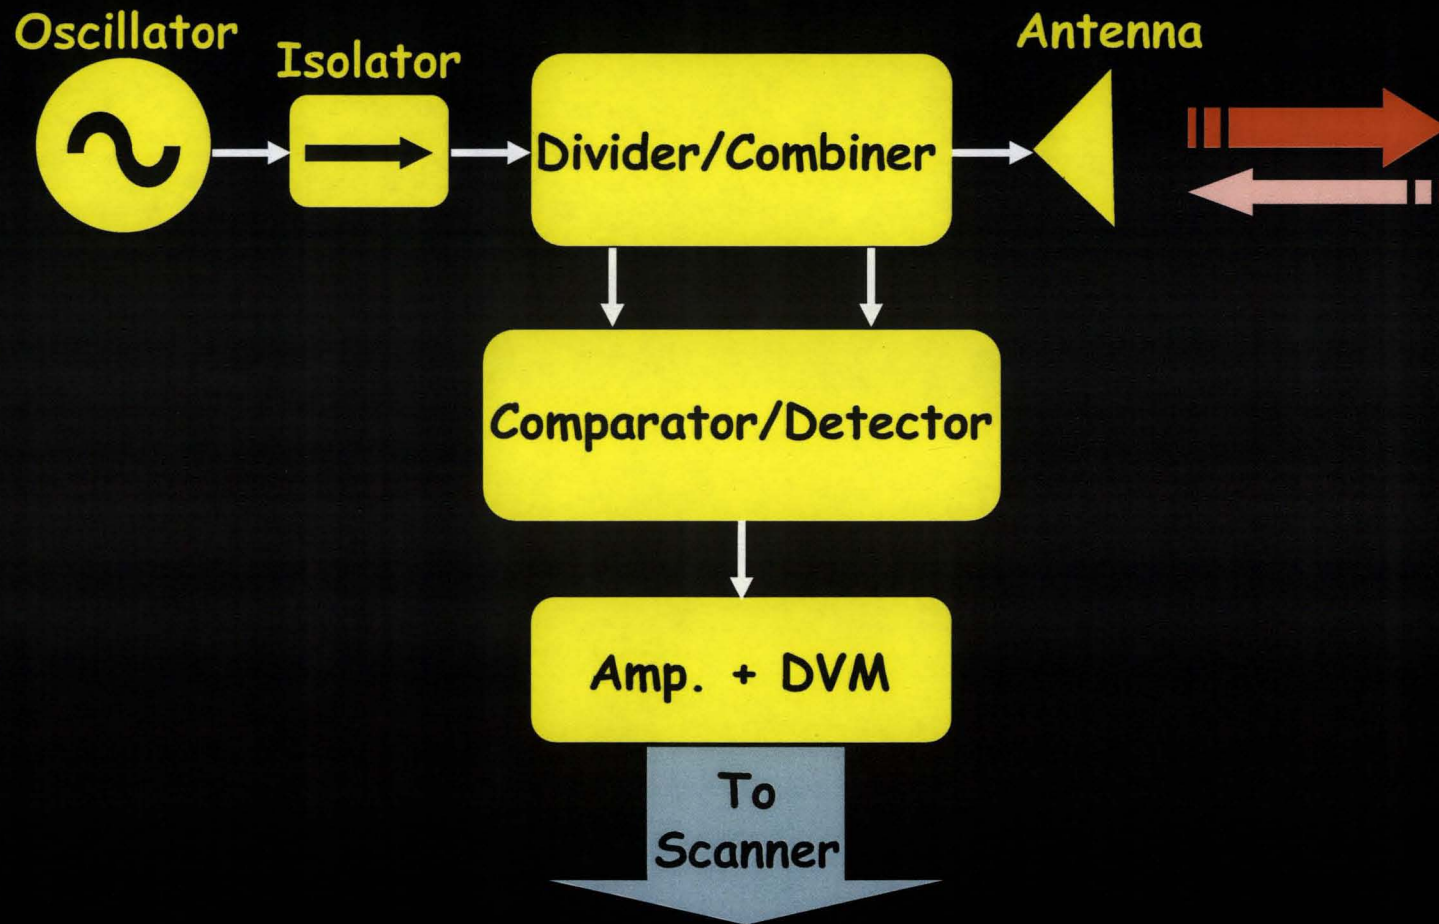 Oscillator
Isolator
Antenna
Divider/Combiner
Comparator/Detector
Amp. + DVM
To
Scanner